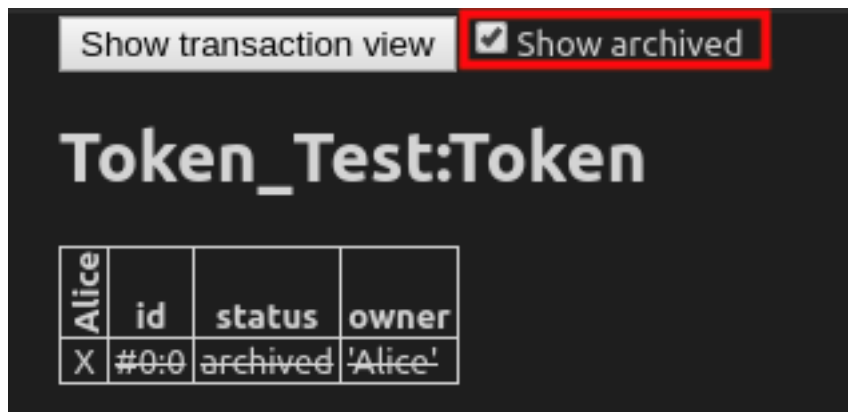 Show transaction view Show archived
Token_Test:Token
Alice id status owner
X #0:0 archived 'Alice'